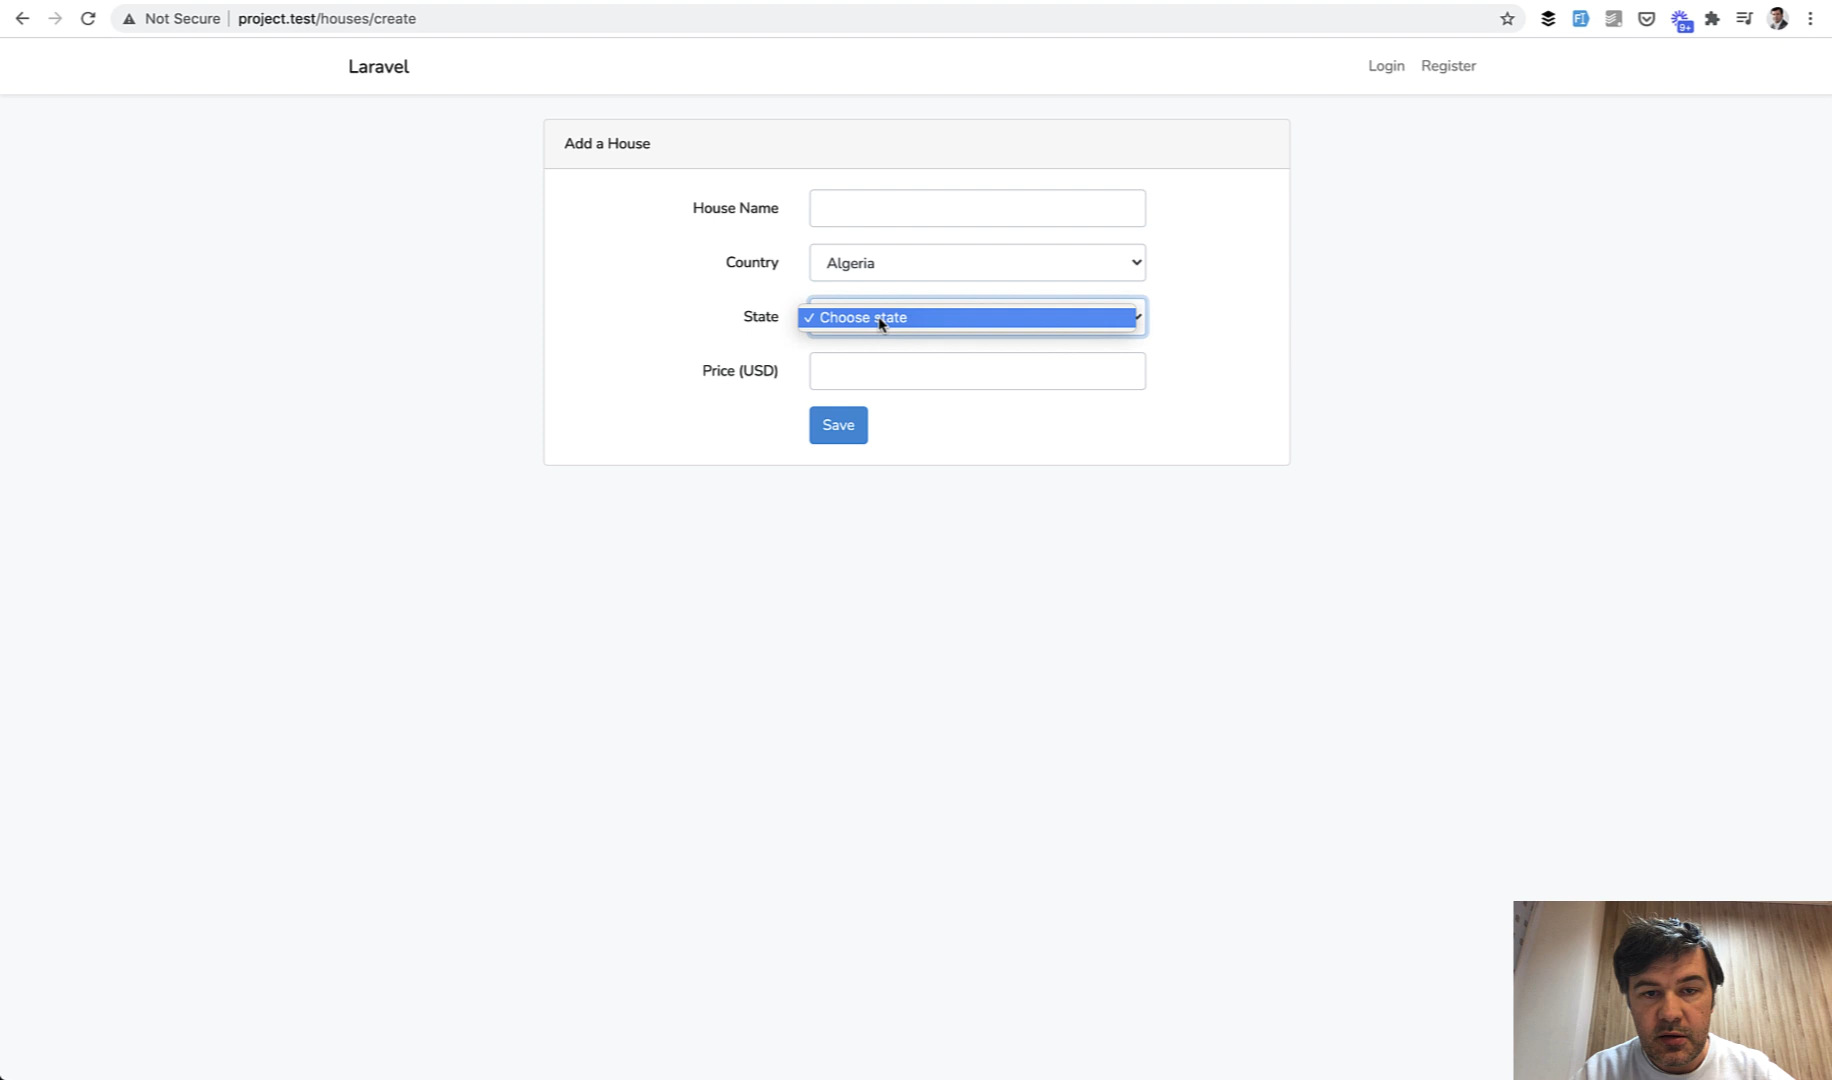 Not Secure | project.test/houses/create
9+
Laravel
Login Register
Add a House
House Name
Country Algeria
State ✓ Choose state
Price (USD)
Save